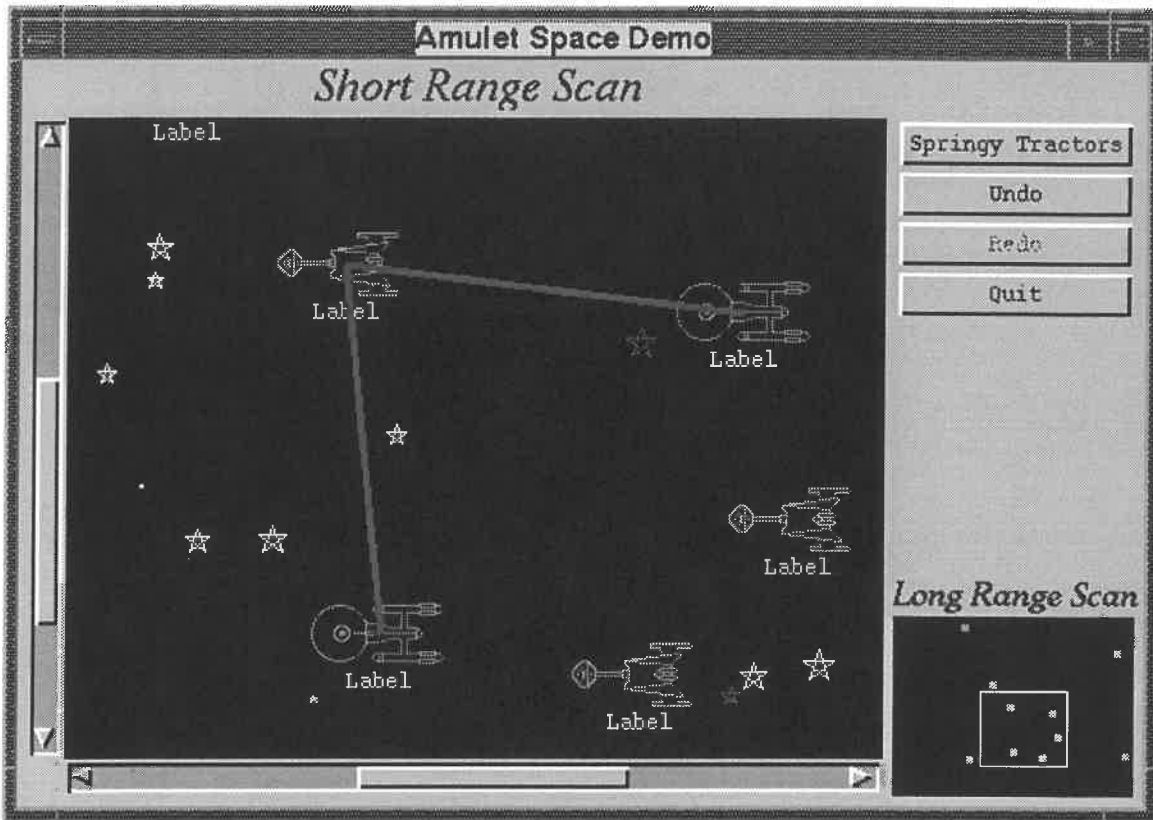 Amulet Space Demo
Short Range Scan
Label
Springy Tractors
Undo
Redo
Quit
Label
Label
Label
Label
Label
Long Range Scan